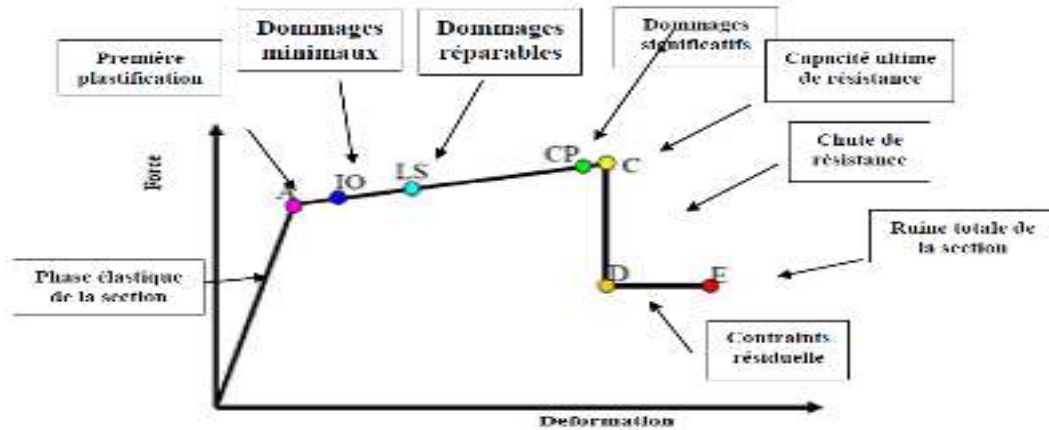 Première
plastification
Dommages
minimaux
Dommages
réparables
Dommages
significatifs
Capacité ultime
de résistance
Chute de
résistance
Ruine totale de
la section
Phase élastique
de la section
Contraints
résiduelle
Force
A
IO
LS
CP
C
D
E
Deformation